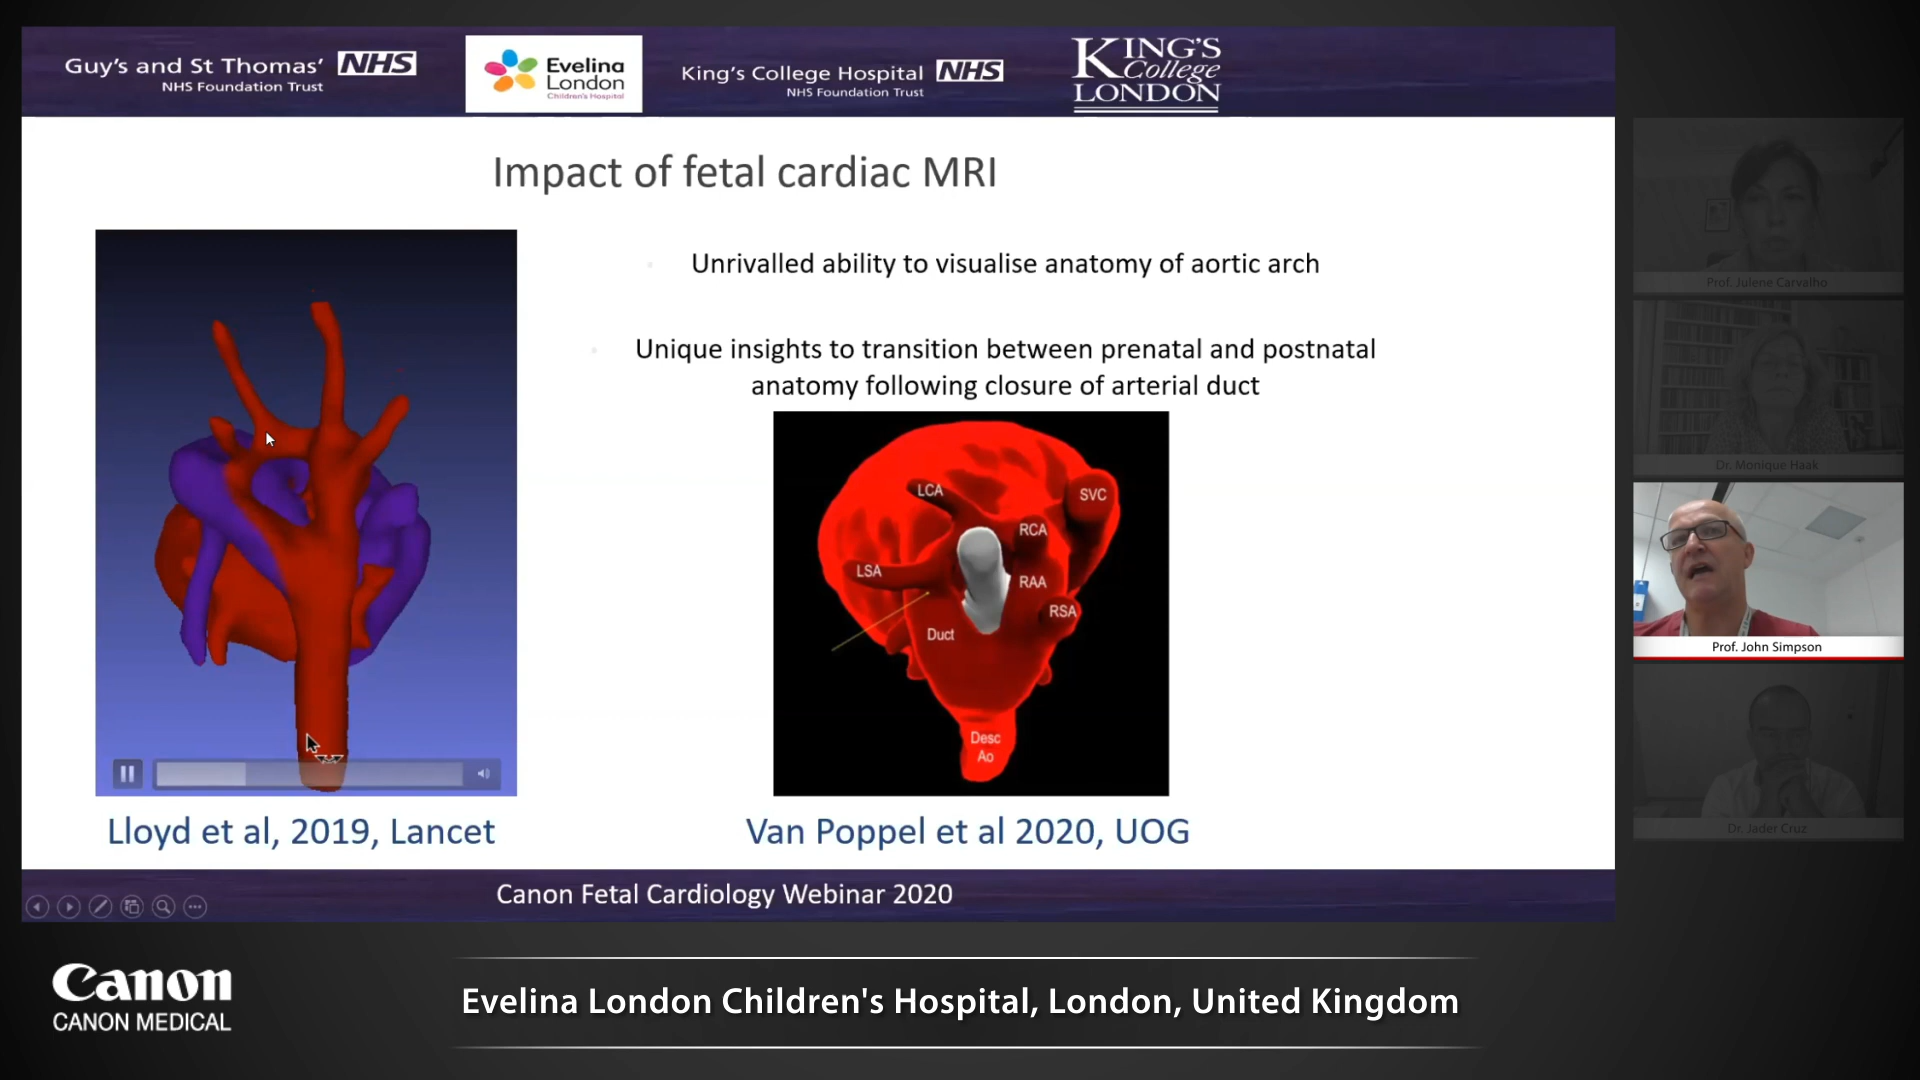 Guy's and St Thomas' NHS
NHS Foundation Trust
Evelina
London
Children's Hospital
King's College Hospital NHS
NHS Foundation Trust
KING'S
College
LONDON
Impact of fetal cardiac MRI
Unrivalled ability to visualise anatomy of aortic arch
Unique insights to transition between prenatal and postnatal
anatomy following closure of arterial duct
LCA
SVC
RCA
LSA
RAA
RSA
Duct
Desc
Ao
Lloyd et al, 2019, Lancet
Van Poppel et al 2020, UOG
Canon Fetal Cardiology Webinar 2020
Prof. Julene Carvalho
Dr. Monique Haak
Prof. John Simpson
Dr. Jader Cruz
Canon
CANON MEDICAL
Evelina London Children's Hospital, London, United Kingdom